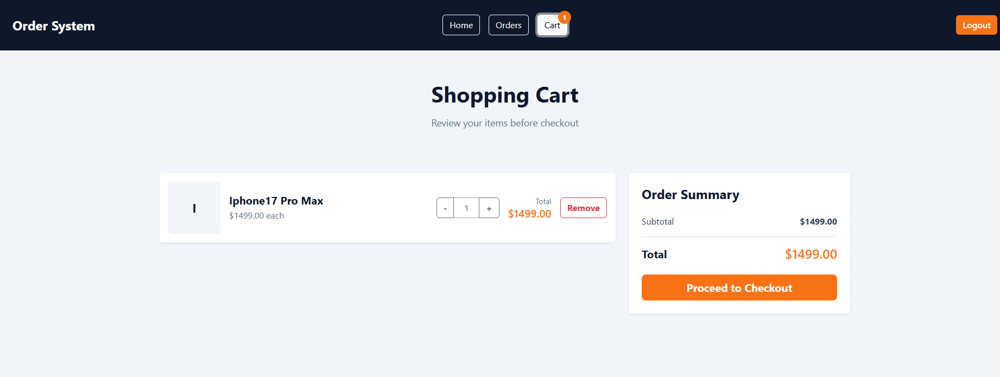 Order System
Home
Orders
Cart
1
Logout
Shopping Cart
Review your items before checkout
I
Iphone17 Pro Max
$1499.00 each
-
1
+
Total
$1499.00
Remove
Order Summary
Subtotal
$1499.00
Total
$1499.00
Proceed to Checkout